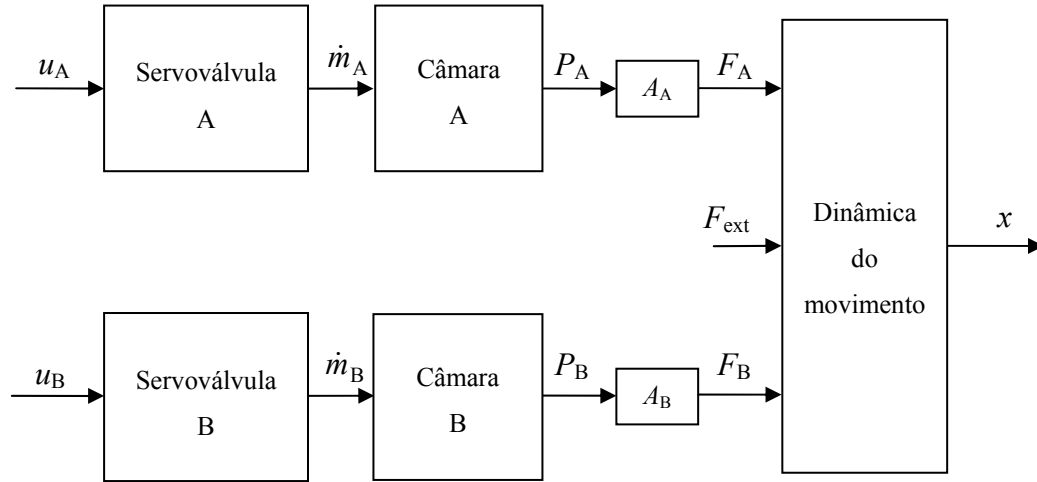 u_A
Servoválvula
A
ṁ_A
Câmara
A
P_A
A_A
F_A
F_ext
Dinâmica
do
movimento
x
u_B
Servoválvula
B
ṁ_B
Câmara
B
P_B
A_B
F_B